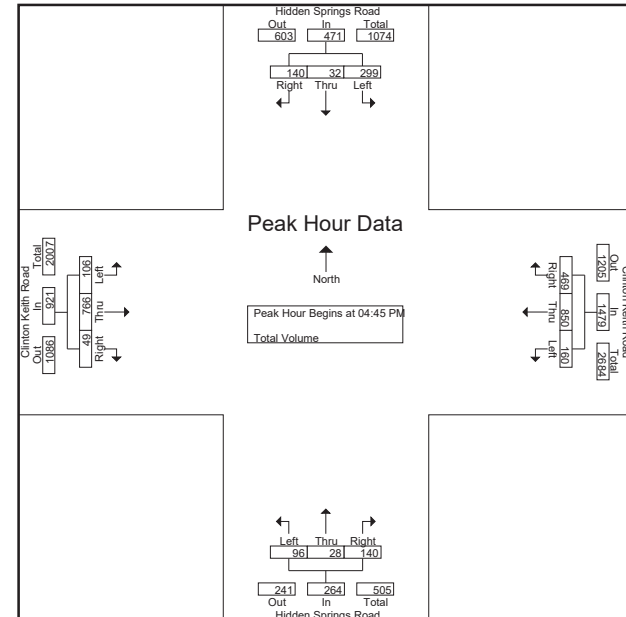 Hidden Springs Road
Out In Total
603 471 1074
140 32 299
Right Thru Left
Peak Hour Data
North
Peak Hour Begins at 04:45 PM
Total Volume
Clinton Keith Road
Out In Total
1086 921 2007
Left Thru Right
106 766 49
Clinton Keith Road
Out In Total
1205 1479 2684
Right Thru Left
469 850 160
Left Thru Right
96 28 140
241 264 505
Out In Total
Hidden Springs Road